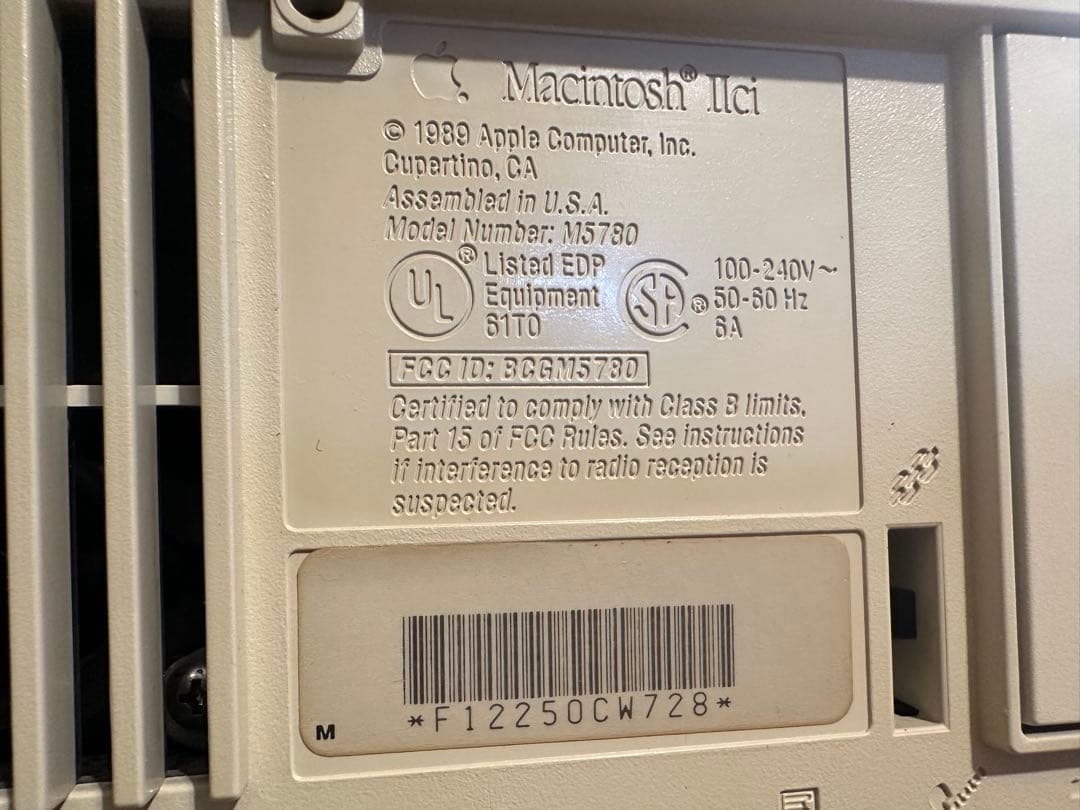 Macintosh® IIci
© 1989 Apple Computer, Inc.
Cupertino, CA
Assembled in U.S.A.
Model Number: M5780
UL ® Listed EDP
Equipment
61T0
SA ®
100-240V~
50-60 Hz
6A
FCC ID: BCGM5780
Certified to comply with Class B limits,
Part 15 of FCC Rules. See instructions
if interference to radio reception is
suspected.
*F12250CW728*
M